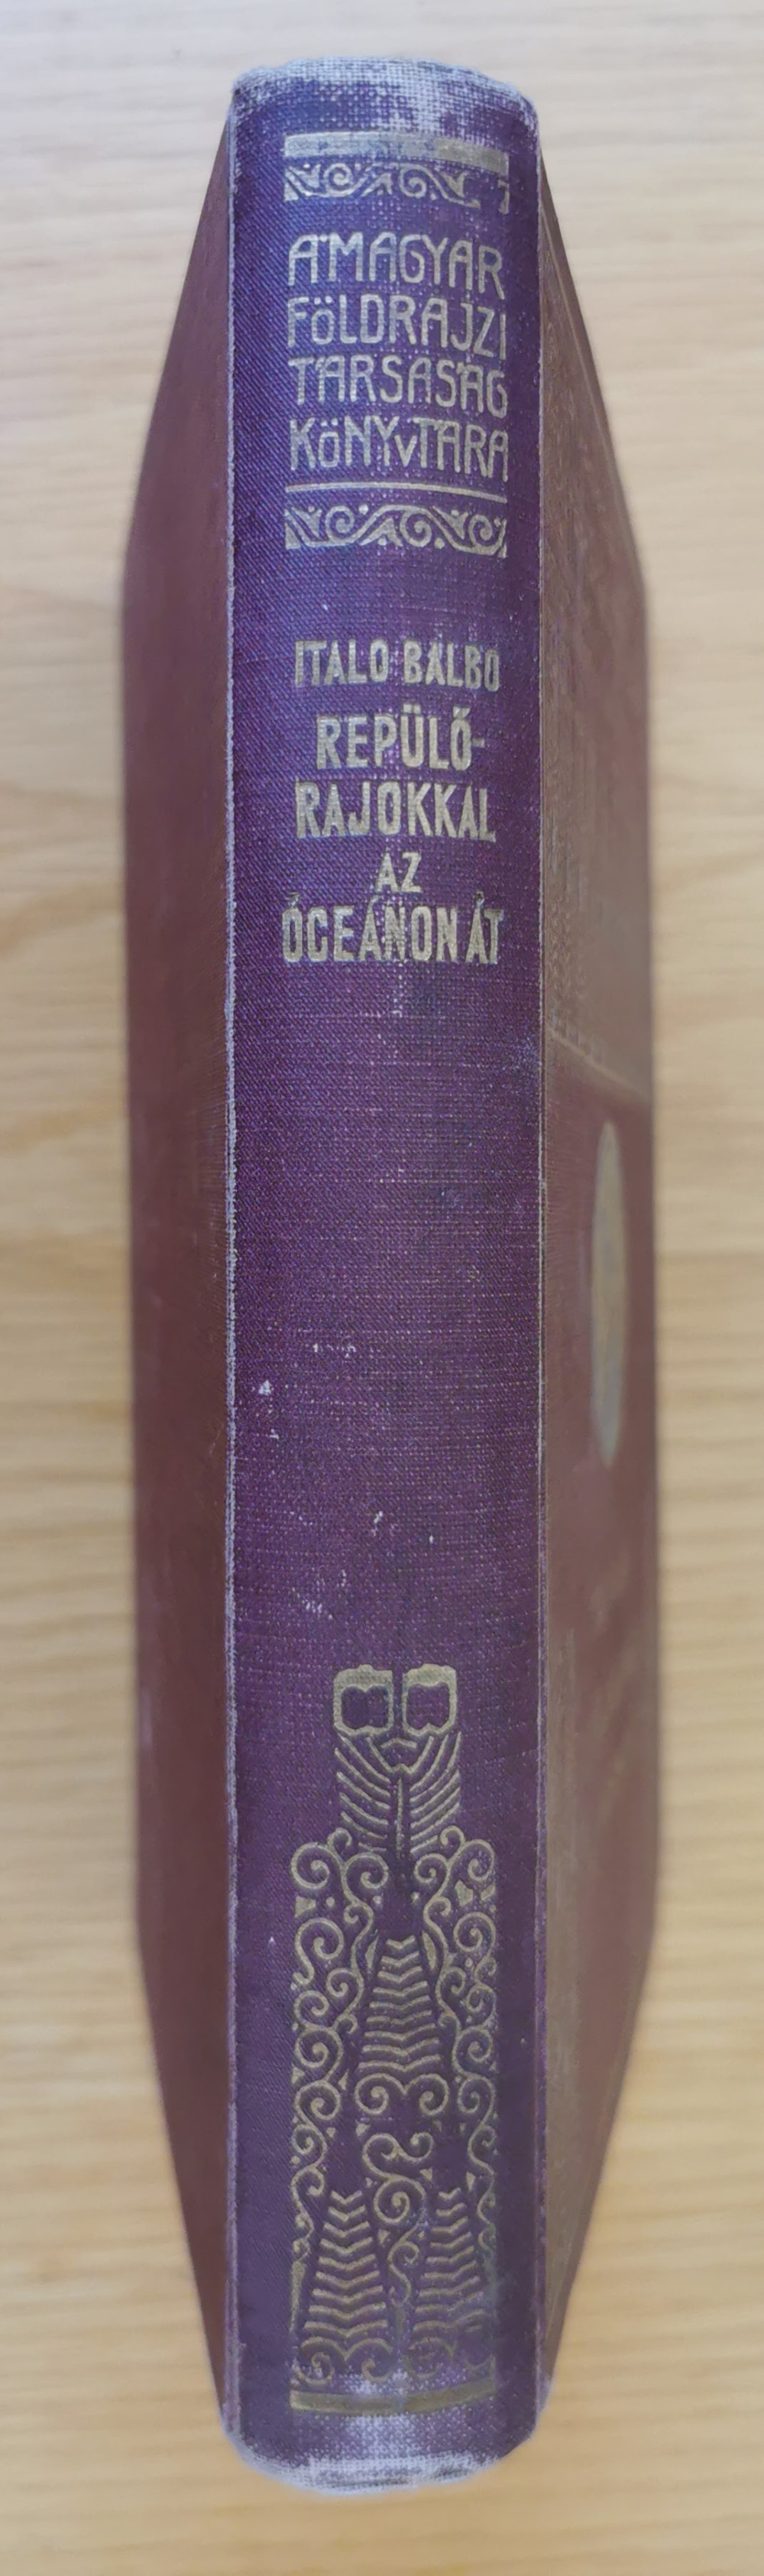 A MAGYAR
FÖLDRAJZI
TÁRSASÁG
KÖNYVTÁRA
ITALO BALBO
REPÜLŐ-
RAJOKKAL
AZ
ÓCEÁNON ÁT